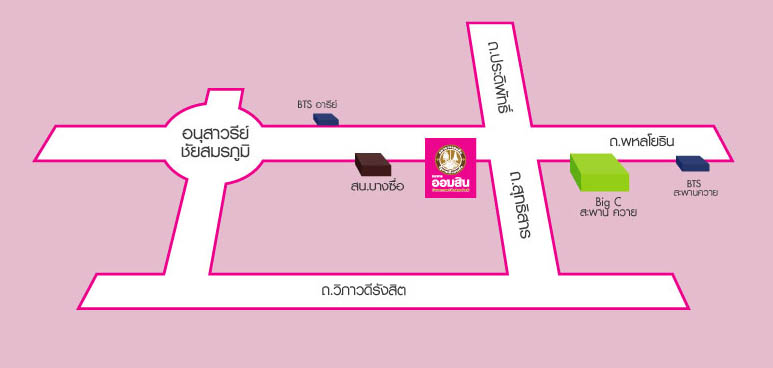 ถ.ประดิพัทธิ์
BTS อารีย์
อนุสาวรีย์
ชัยสมรภูมิ
ถ.พหลโยธิน
สน.บางซื่อ
ออมสิน
ถ.สุทธิสาร
Big C
สะพาน ควาย
BTS
สะพานควาย
ถ.วิภาวดีรังสิต